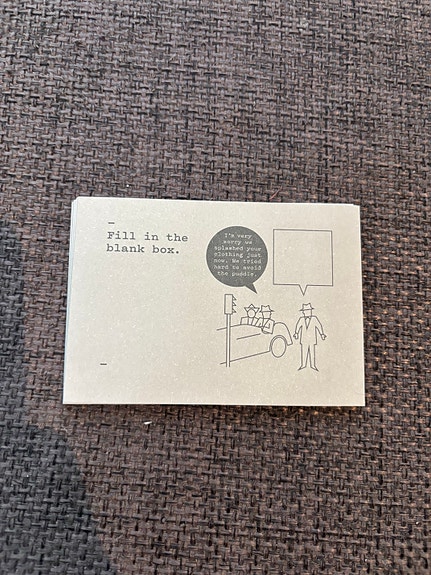 Fill in the
blank box.
I'm very
sorry we
splashed your
clothing just
now. We tried
hard to avoid
the puddle.